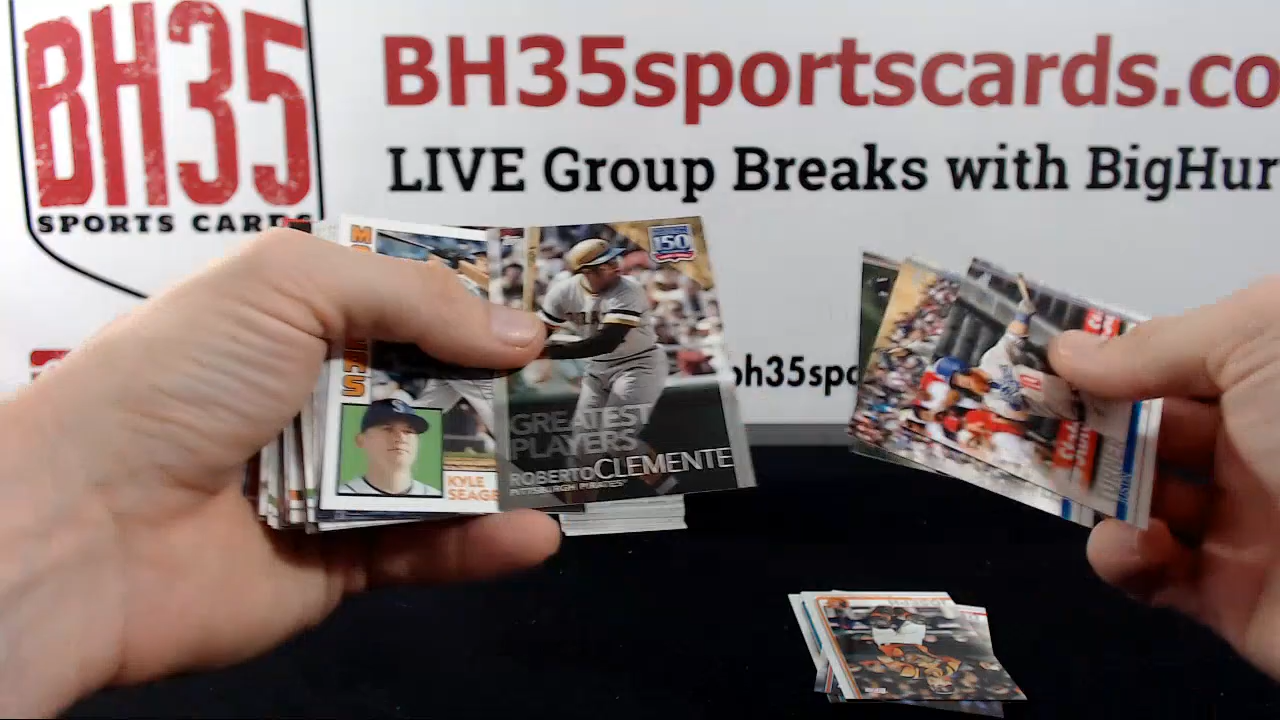 BH35
SPORTS CARDS
BH35sportscards.co
LIVE Group Breaks with BigHur
bh35spo
150
GREATEST
PLAYERS
ROBERTO CLEMENTE
PITTSBURGH PIRATES
KYLE
SEAGE